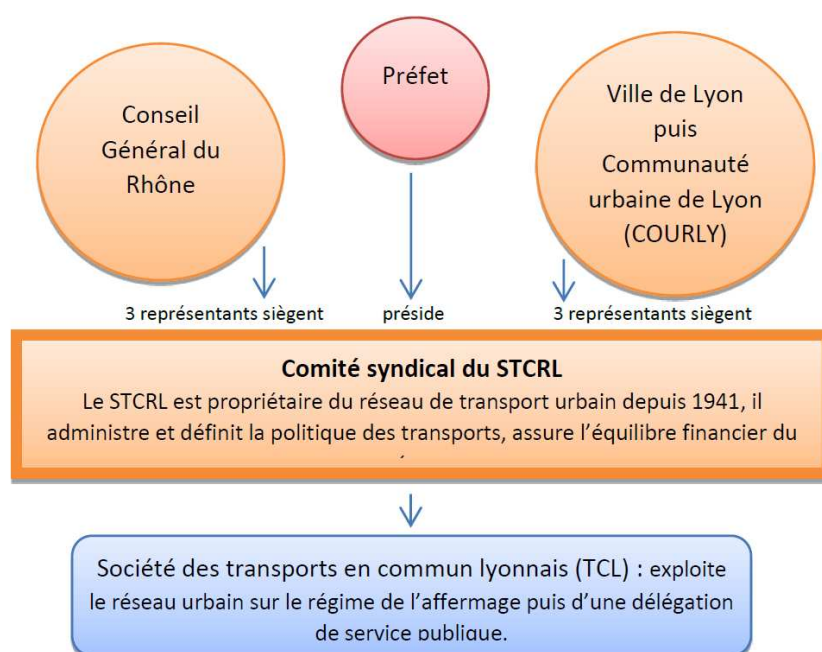 Conseil
Général du
Rhône
Préfet
Ville de Lyon
puis
Communauté
urbaine de Lyon
(COURLY)
3 représentants siègent
préside
3 représentants siègent
Comité syndical du STCRL
Le STCRL est propriétaire du réseau de transport urbain depuis 1941, il
administre et définit la politique des transports, assure l'équilibre financier du
Société des transports en commun lyonnais (TCL) : exploite
le réseau urbain sur le régime de l'affermage puis d'une délégation
de service publique.